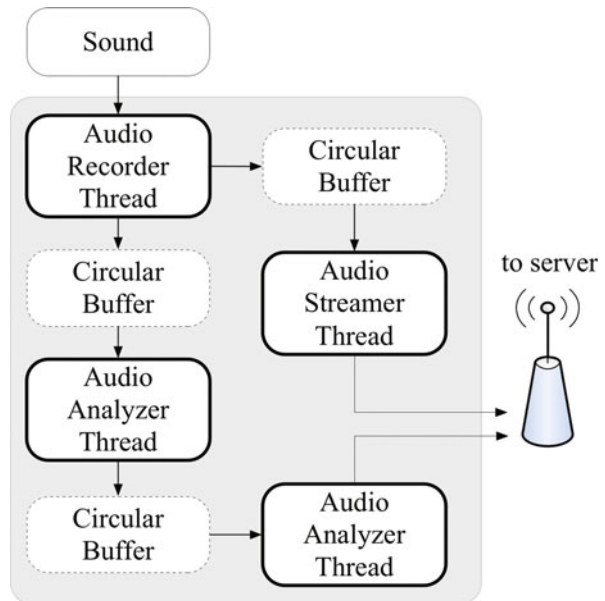 Sound
Audio
Recorder
Thread
Circular
Buffer
Circular
Buffer
Audio
Streamer
Thread
to server
Audio
Analyzer
Thread
Circular
Buffer
Audio
Analyzer
Thread